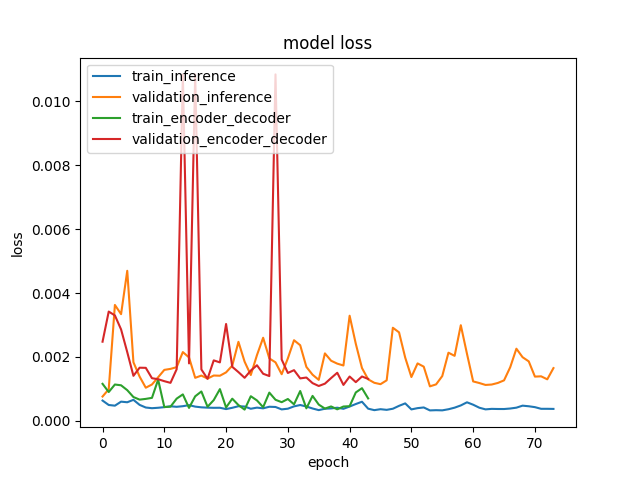 model loss
train_inference
validation_inference
train_encoder_decoder
validation_encoder_decoder
0.010
0.008
0.006
0.004
0.002
0.000
loss
0 10 20 30 40 50 60 70
epoch